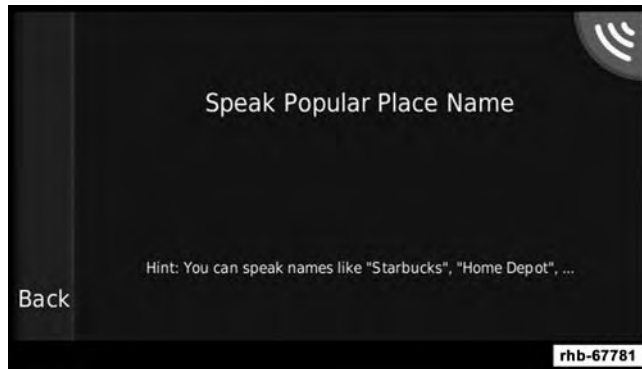 Speak Popular Place Name
Hint: You can speak names like "Starbucks", "Home Depot", ...
Back
rhb-67781